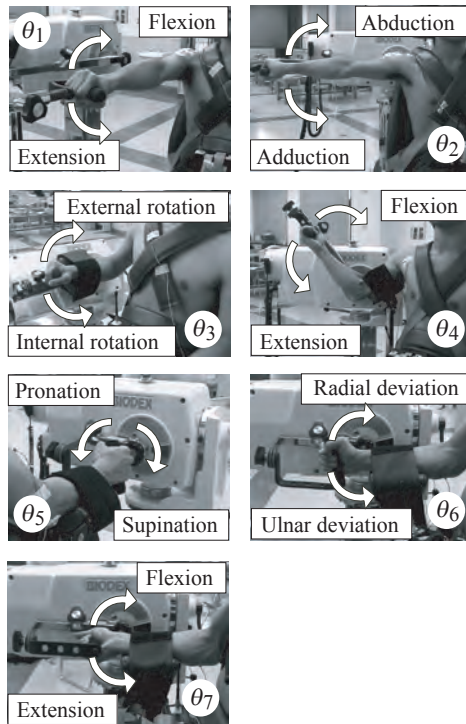 θ1
Flexion
Extension
Abduction
Adduction
θ2
External rotation
Internal rotation
θ3
Flexion
Extension
θ4
Pronation
BIODEX
θ5
Supination
Radial deviation
Ulnar deviation
θ6
Flexion
BIODEX
Extension
θ7